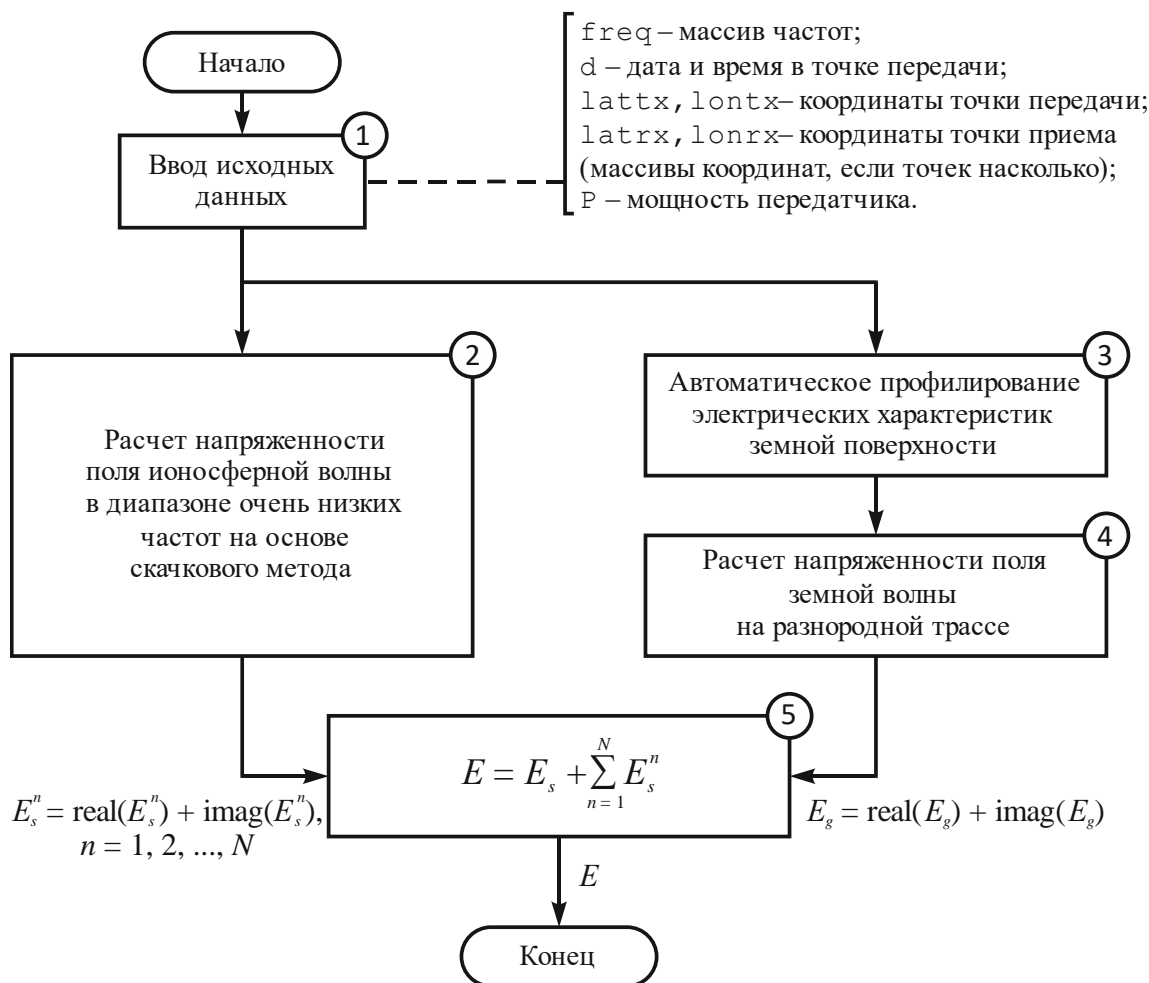 Начало
freq – массив частот;
d – дата и время в точке передачи;
lattx, lontx– координаты точки передачи;
latrx, lonrx– координаты точки приема
(массивы координат, если точек насколько);
P – мощность передатчика.
1
Ввод исходных
данных
2
Расчет напряженности
поля ионосферной волны
в диапазоне очень низких
частот на основе
скачкового метода
3
Автоматическое профилирование
электрических характеристик
земной поверхности
4
Расчет напряженности поля
земной волны
на разнородной трассе
5
E = E_s + \sum_{n=1}^{N} E_s^n
E_s^n = real(E_s^n) + imag(E_s^n),
n = 1, 2, ..., N
E_g = real(E_g) + imag(E_g)
E
Конец